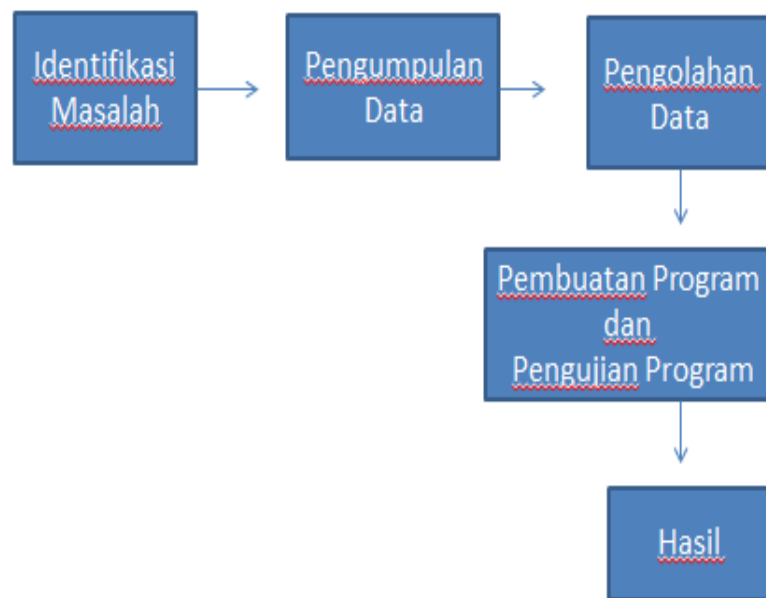 Identifikasi
Masalah
Pengumpulan
Data
Pengolahan
Data
Pembuatan Program
dan
Pengujian Program
Hasil